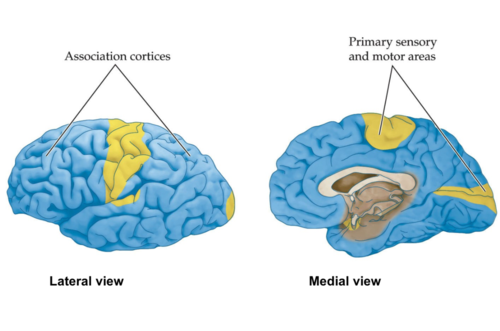 Association cortices
Primary sensory
and motor areas
Lateral view
Medial view